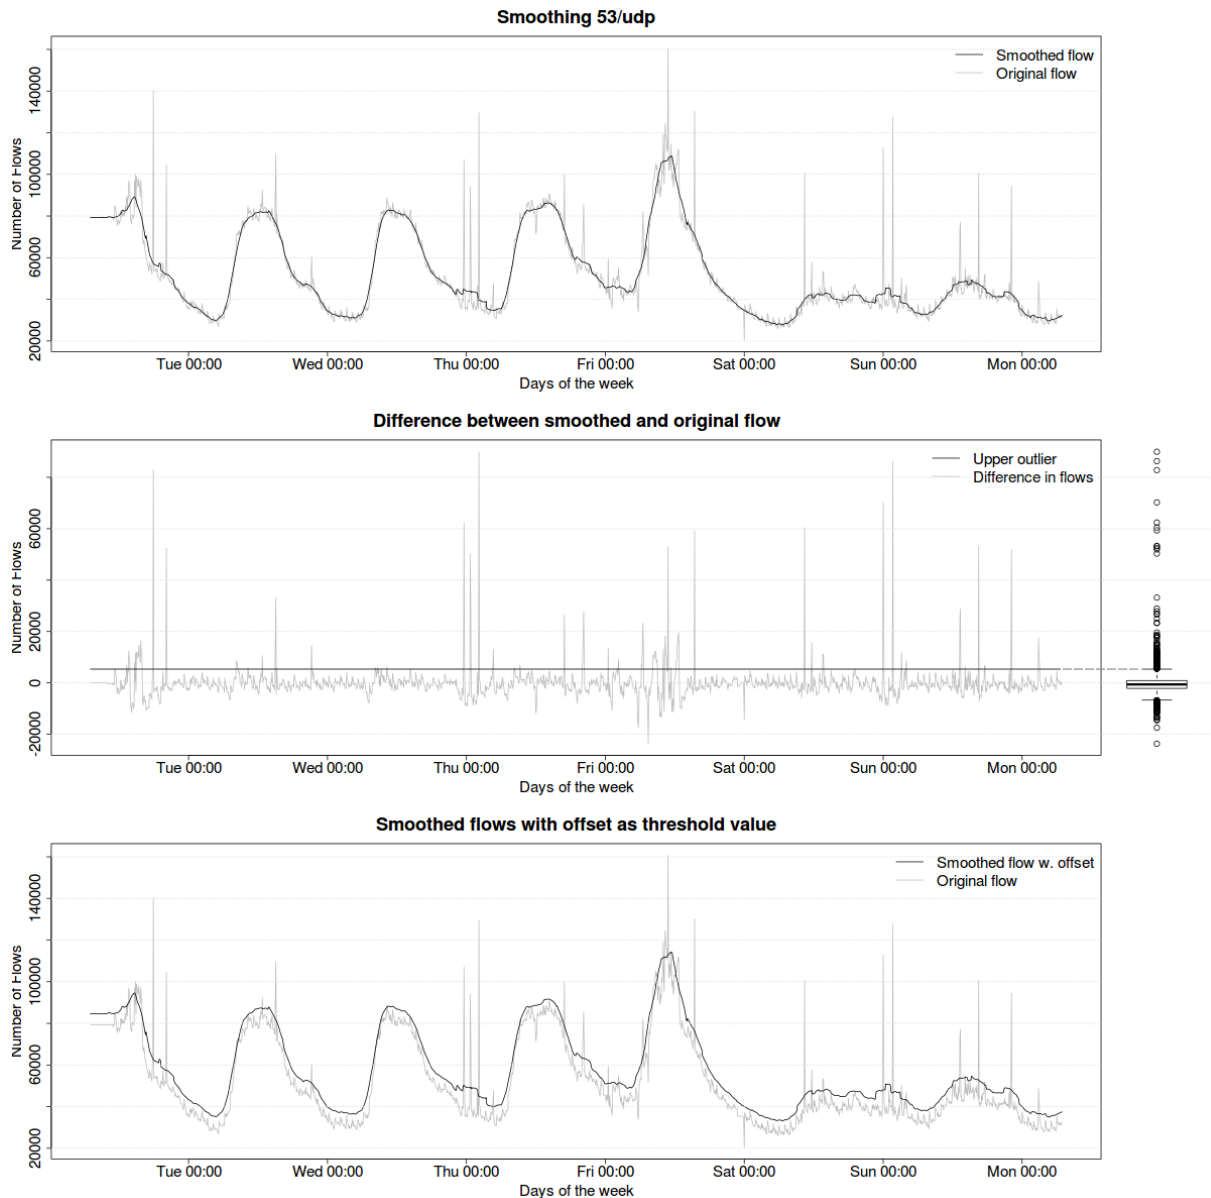 Smoothing 53/udp
Smoothed flow
Original flow
Number of Flows
140000
100000
60000
20000
Tue 00:00 Wed 00:00 Thu 00:00 Fri 00:00 Sat 00:00 Sun 00:00 Mon 00:00
Days of the week
Difference between smoothed and original flow
Upper outlier
Difference in flows
Number of Flows
60000
20000
0
-20000
Tue 00:00 Wed 00:00 Thu 00:00 Fri 00:00 Sat 00:00 Sun 00:00 Mon 00:00
Days of the week
Smoothed flows with offset as threshold value
Smoothed flow w. offset
Original flow
Number of Flows
140000
100000
60000
20000
Tue 00:00 Wed 00:00 Thu 00:00 Fri 00:00 Sat 00:00 Sun 00:00 Mon 00:00
Days of the week